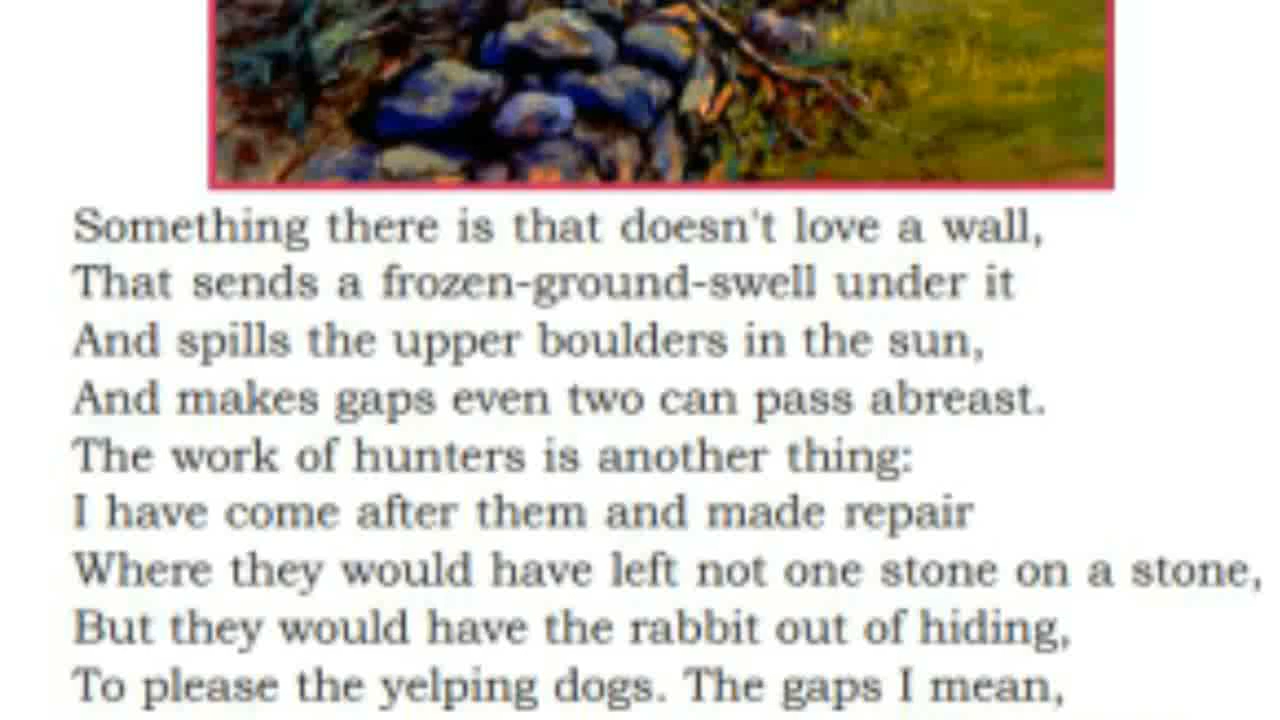 Something there is that doesn't love a wall,
That sends a frozen-ground-swell under it
And spills the upper boulders in the sun,
And makes gaps even two can pass abreast.
The work of hunters is another thing:
I have come after them and made repair
Where they would have left not one stone on a stone,
But they would have the rabbit out of hiding,
To please the yelping dogs. The gaps I mean,